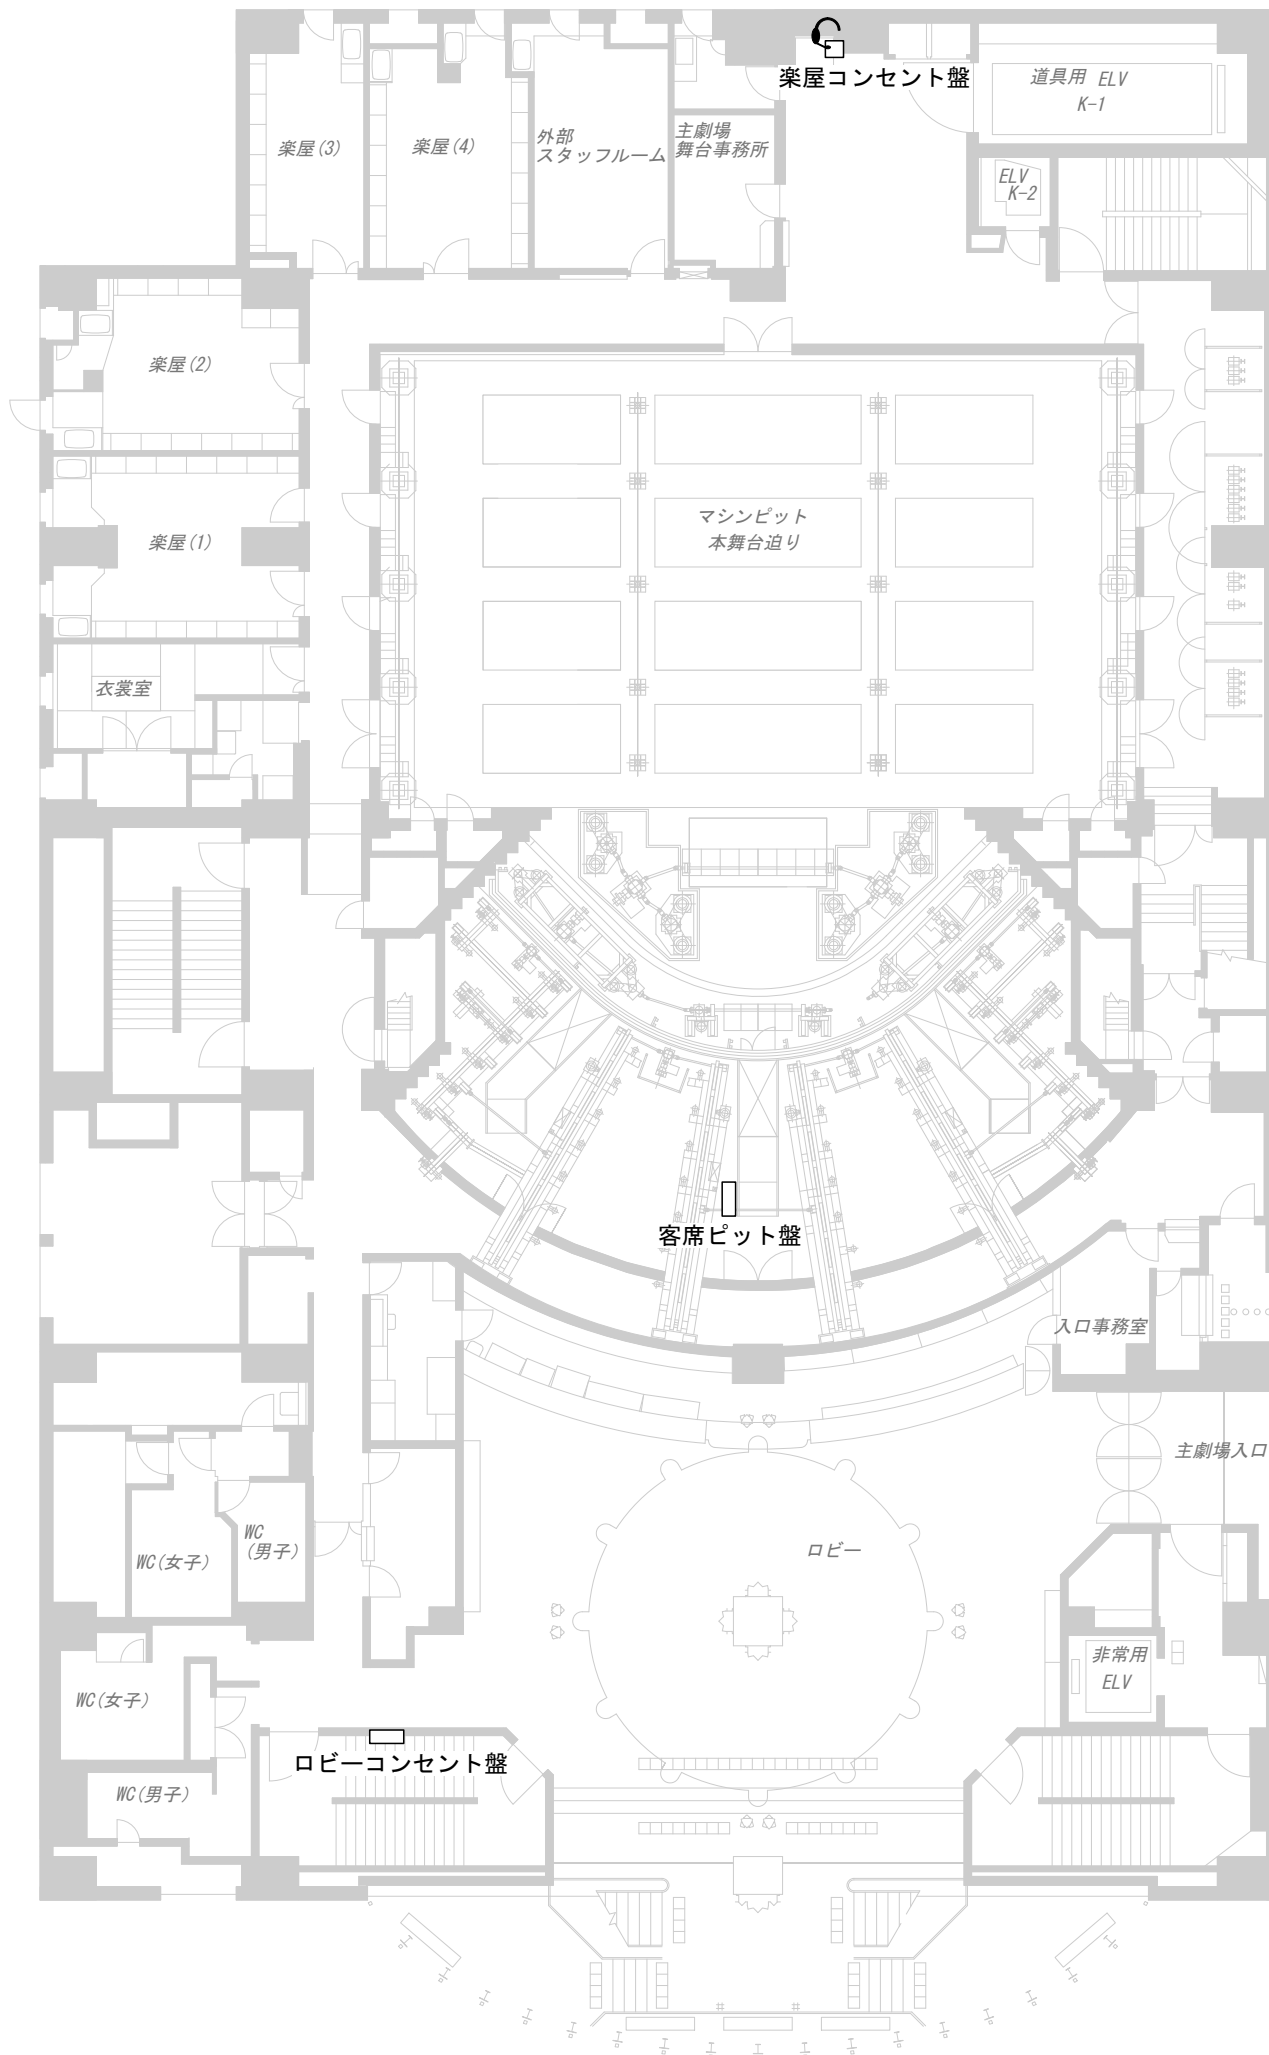 楽屋コンセント盤
道具用 ELV
K-1
楽屋(3)
楽屋(4)
外部
スタッフルーム
主劇場
舞台事務所
ELV
K-2
楽屋(2)
マシンピット
本舞台迫り
楽屋(1)
衣裳室
客席ピット盤
入口事務室
主劇場入口
WC(女子)
WC
(男子)
ロビー
非常用
ELV
WC(女子)
ロビーコンセント盤
WC(男子)